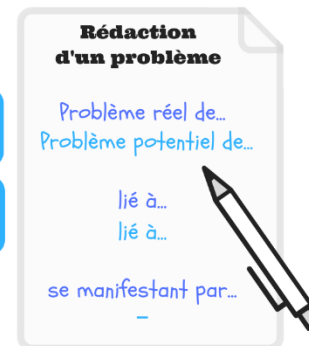 Rédaction
d'un problème
Problème réel de...
Problème potentiel de...
lié à...
lié à...
se manifestant par...
–